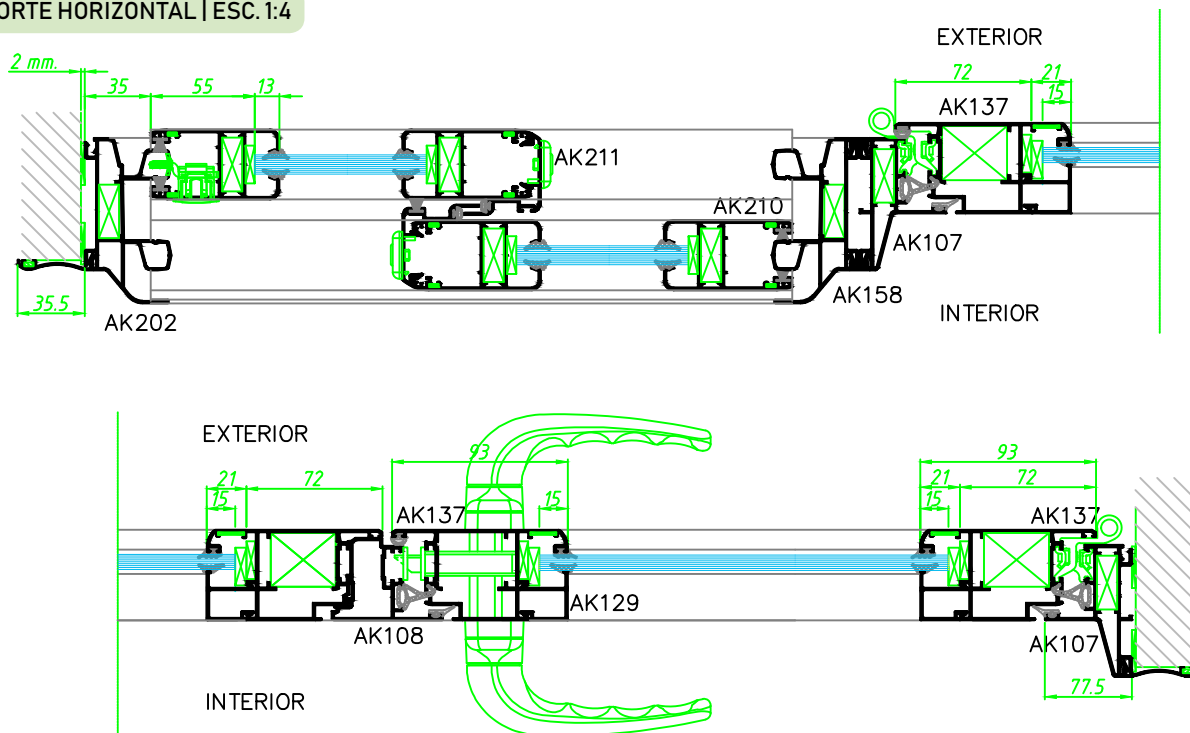 ORTE HORIZONTAL | ESC. 1:4
EXTERIOR
2 mm.
35
55
13
72
21
15
AK137
AK211
AK210
AK107
AK158
35.5
AK202
INTERIOR
EXTERIOR
93
93
21
72
15
15
21
72
15
AK137
AK137
AK129
AK108
AK107
77.5
INTERIOR